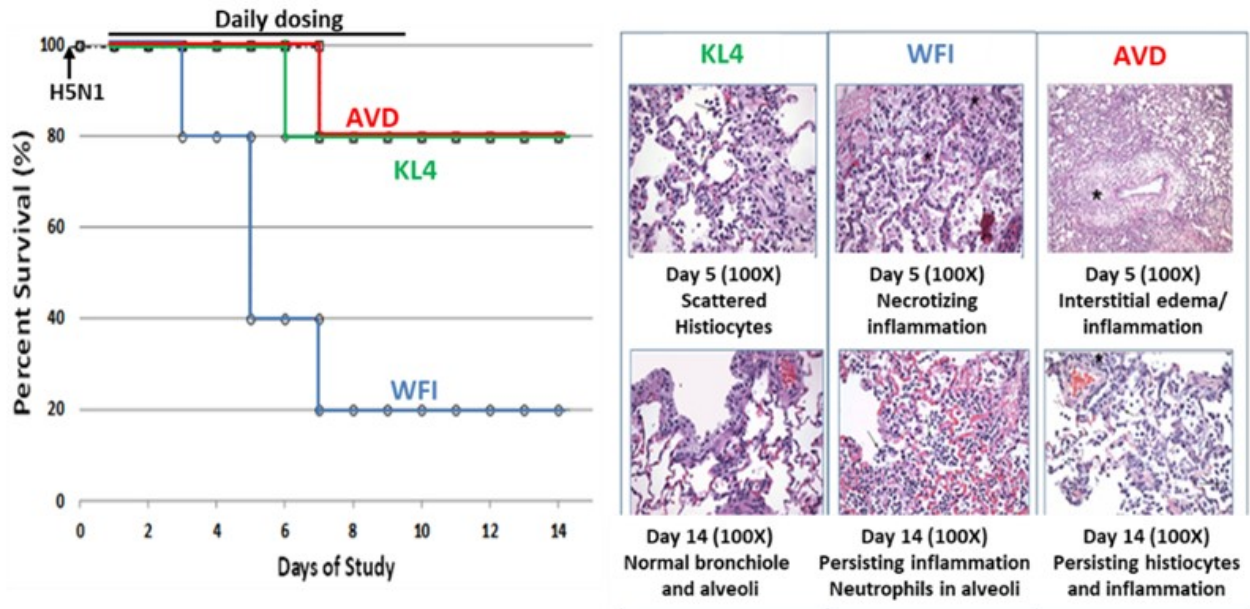 Daily dosing
100
H5N1
AVD
80
KL4
60
40
WFI
20
0
0 2 4 6 8 10 12 14
Percent Survival (%)
Days of Study
KL4
WFI
AVD
*
*
*
Day 5 (100X)
Scattered
Histiocytes
Day 5 (100X)
Necrotizing
inflammation
Day 5 (100X)
Interstitial edema/
inflammation
*
Day 14 (100X)
Normal bronchiole
and alveoli
Day 14 (100X)
Persisting inflammation
Neutrophils in alveoli
Day 14 (100X)
Persisting histiocytes
and inflammation